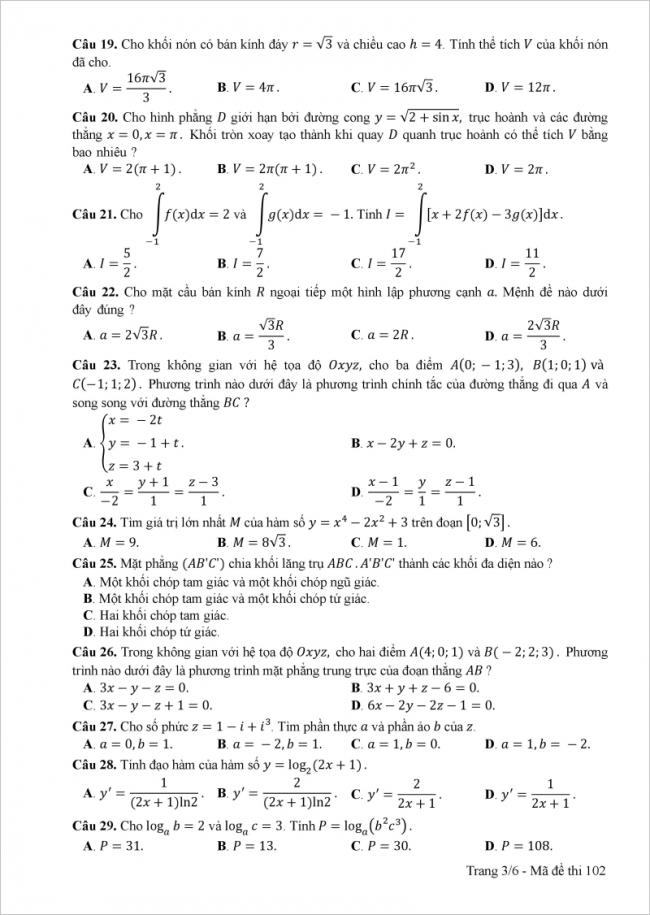 Câu 19. Cho khối nón có bán kính đáy r = √3 và chiều cao h = 4. Tính thể tích V của khối nón
đã cho.
A. V = 16π√3/3 . B. V = 4π . C. V = 16π√3 . D. V = 12π .
Câu 20. Cho hình phẳng D giới hạn bởi đường cong y = √(2 + sin x), trục hoành và các đường
thẳng x = 0, x = π . Khối tròn xoay tạo thành khi quay D quanh trục hoành có thể tích V bằng
bao nhiêu ?
A. V = 2(π + 1) . B. V = 2π(π + 1) . C. V = 2π² . D. V = 2π .
Câu 21. Cho ∫₋₁² f(x)dx = 2 và ∫₋₁² g(x)dx = − 1. Tính I = ∫₋₁² [x + 2f(x) − 3g(x)]dx .
A. I = 5/2 . B. I = 7/2 . C. I = 17/2 . D. I = 11/2 .
Câu 22. Cho mặt cầu bán kính R ngoại tiếp một hình lập phương cạnh a. Mệnh đề nào dưới
đây đúng ?
A. a = 2√3R . B. a = √3R/3 . C. a = 2R . D. a = 2√3R/3 .
Câu 23. Trong không gian với hệ tọa độ Oxyz, cho ba điểm A(0; − 1; 3), B(1; 0; 1) và
C(−1; 1; 2) . Phương trình nào dưới đây là phương trình chính tắc của đường thẳng đi qua A và
song song với đường thẳng BC ?
A. { x = − 2t
y = − 1 + t . B. x − 2y + z = 0.
z = 3 + t
C. x/−2 = (y + 1)/1 = (z − 3)/1 . D. (x − 1)/−2 = y/1 = (z − 1)/1 .
Câu 24. Tìm giá trị lớn nhất M của hàm số y = x⁴ − 2x² + 3 trên đoạn [0; √3] .
A. M = 9. B. M = 8√3 . C. M = 1. D. M = 6.
Câu 25. Mặt phẳng (AB′C′) chia khối lăng trụ ABC . A′B′C′ thành các khối đa diện nào ?
A. Một khối chóp tam giác và một khối chóp ngũ giác.
B. Một khối chóp tam giác và một khối chóp tứ giác.
C. Hai khối chóp tam giác.
D. Hai khối chóp tứ giác.
Câu 26. Trong không gian với hệ tọa độ Oxyz, cho hai điểm A(4; 0; 1) và B( − 2; 2; 3) . Phương
trình nào dưới đây là phương trình mặt phẳng trung trực của đoạn thẳng AB ?
A. 3x − y − z = 0. B. 3x + y + z − 6 = 0.
C. 3x − y − z + 1 = 0. D. 6x − 2y − 2z − 1 = 0.
Câu 27. Cho số phức z = 1 − i + i³. Tìm phần thực a và phần ảo b của z.
A. a = 0, b = 1. B. a = − 2, b = 1. C. a = 1, b = 0. D. a = 1, b = − 2.
Câu 28. Tính đạo hàm của hàm số y = log₂(2x + 1) .
A. y′ = 1/((2x + 1)ln2) . B. y′ = 2/((2x + 1)ln2) . C. y′ = 2/(2x + 1) . D. y′ = 1/(2x + 1) .
Câu 29. Cho logₐ b = 2 và logₐ c = 3. Tính P = logₐ(b²c³) .
A. P = 31. B. P = 13. C. P = 30. D. P = 108.
Trang 3/6 - Mã đề thi 102